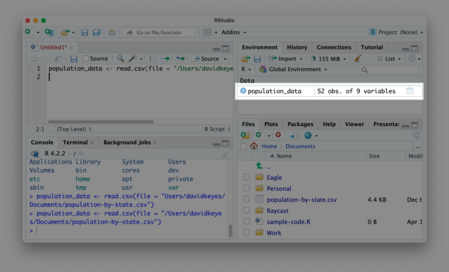 RStudio
Go to file/function
Addins
Project: (None)
Untitled1*
Source
Run
Source
1 population_data <- read.csv(file = "/Users/davidkeyes
2
2:1 (Top Level)
R Script
Console
Terminal
Background Jobs
R 4.2.2 · ~/
Applications Library System Users
Volumes bin cores dev
etc home opt private
sbin tmp usr var
> population_data <- read.csv(file = "Users/davidkeyes
/Documents/population-by-state.csv")
> population_data <- read.csv(file = "/Users/davidkeye
s/Documents/population-by-state.csv")
>
Environment
History
Connections
Tutorial
Import
155 MiB
List
R
Global Environment
Data
population_data 52 obs. of 9 variables
Files
Plots
Packages
Help
Viewer
Presenta
Home
Documents
Name
Size
Modi
..
Eagle
Personal
population-by-state.csv 4.4 KB Dec 6
Raycast
sample-code.R 0 B Apr 3
Work